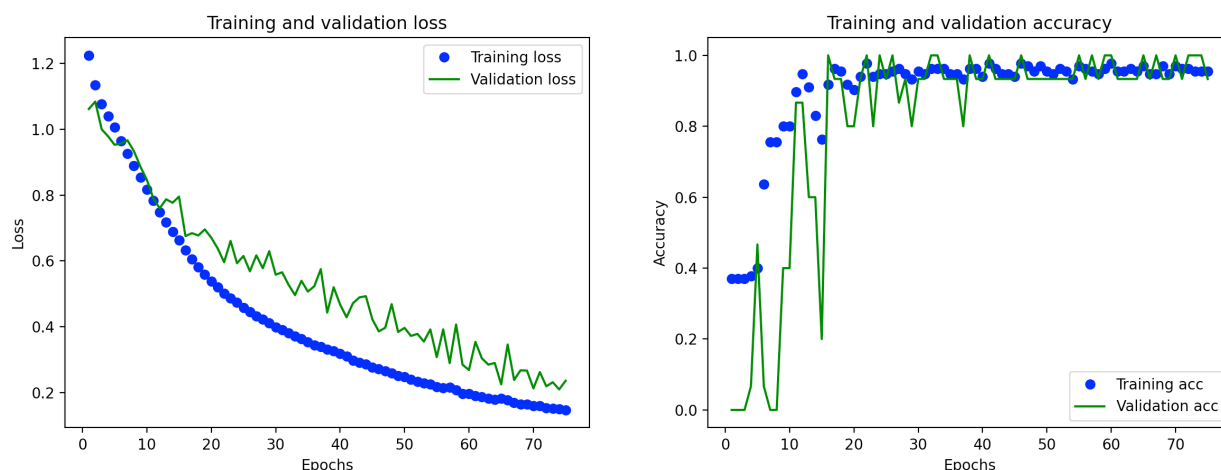 Training and validation loss
Training loss
Validation loss
1.2
1.0
0.8
0.6
0.4
0.2
Loss
0
10
20
30
40
50
60
70
Epochs
Training and validation accuracy
1.0
0.8
0.6
0.4
0.2
0.0
Accuracy
Training acc
Validation acc
0
10
20
30
40
50
60
70
Epochs